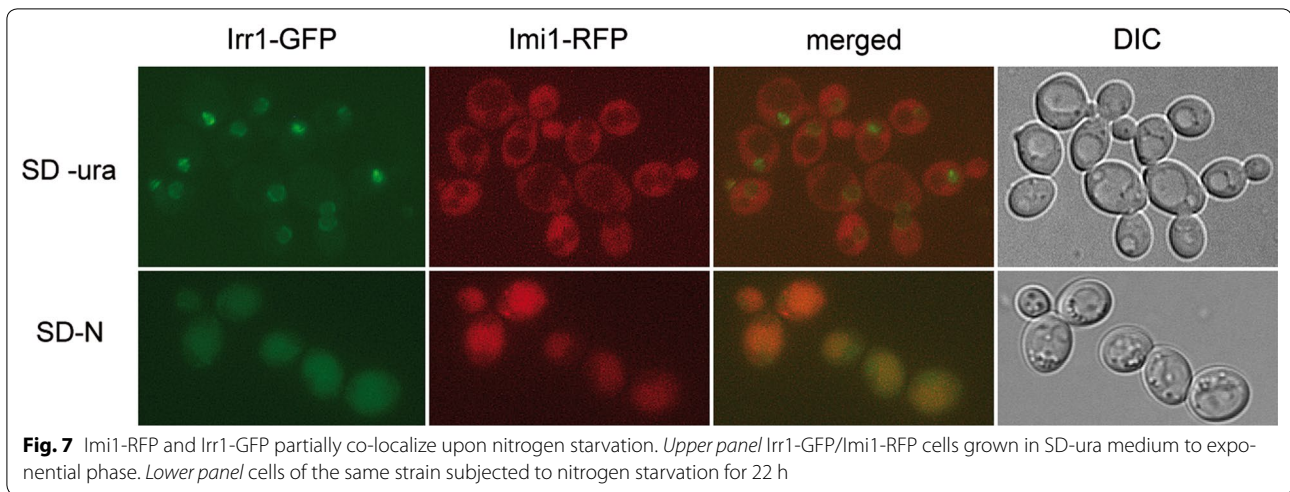 Irr1-GFP Imi1-RFP merged DIC
SD -ura
SD-N
Fig. 7 Imi1-RFP and Irr1-GFP partially co-localize upon nitrogen starvation. Upper panel Irr1-GFP/Imi1-RFP cells grown in SD-ura medium to expo-
nential phase. Lower panel cells of the same strain subjected to nitrogen starvation for 22 h